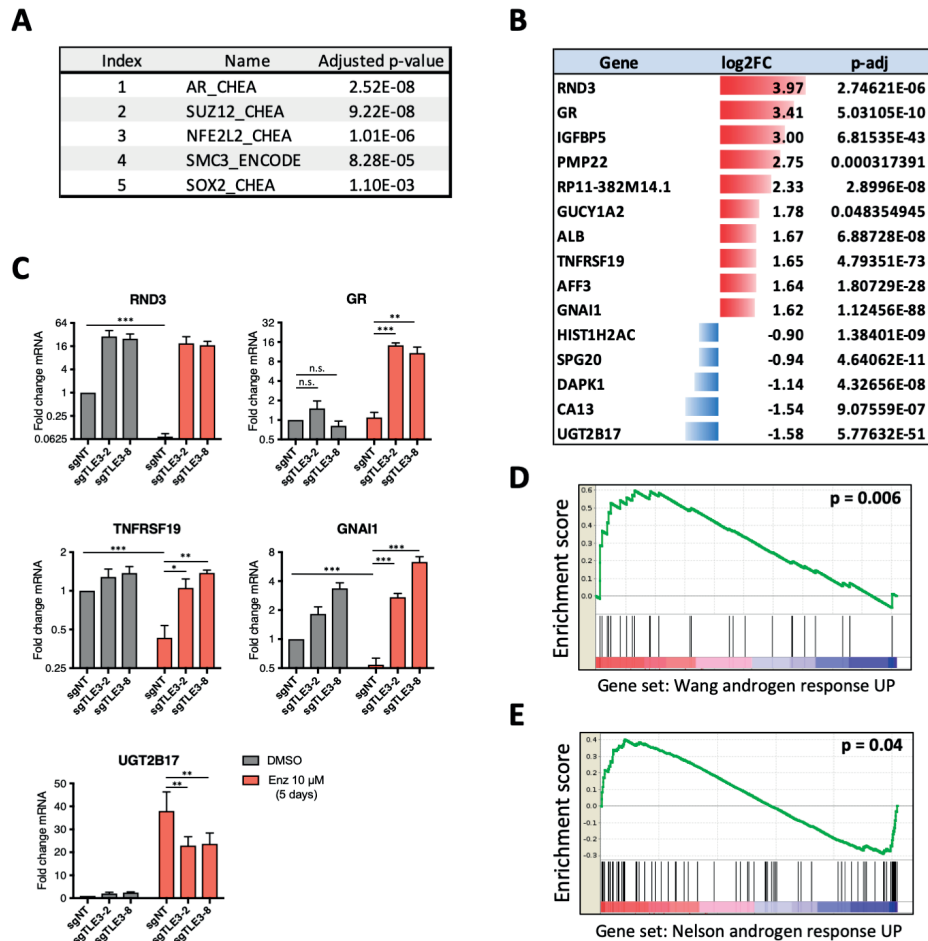 A
Index Name Adjusted p-value
1 AR_CHEA 2.52E-08
2 SUZ12_CHEA 9.22E-08
3 NFE2L2_CHEA 1.01E-06
4 SMC3_ENCODE 8.28E-05
5 SOX2_CHEA 1.10E-03
B
Gene log2FC p-adj
RND3 3.97 2.74621E-06
GR 3.41 5.03105E-10
IGFBP5 3.00 6.81535E-43
PMP22 2.75 0.000317391
RP11-382M14.1 2.33 2.8996E-08
GUCY1A2 1.78 0.048354945
ALB 1.67 6.88728E-08
TNFRSF19 1.65 4.79351E-73
AFF3 1.64 1.80729E-28
GNAI1 1.62 1.12456E-88
HIST1H2AC -0.90 1.38401E-09
SPG20 -0.94 4.64062E-11
DAPK1 -1.14 4.32656E-08
CA13 -1.54 9.07559E-07
UGT2B17 -1.58 5.77632E-51
C
RND3
Fold change mRNA
64
16
4
1
0.25
0.0625
***
sgNT
sgTLE3-2
sgTLE3-8
sgNT
sgTLE3-2
sgTLE3-8
GR
Fold change mRNA
32
16
8
4
2
1
0.5
n.s.
n.s.
**
***
sgNT
sgTLE3-2
sgTLE3-8
sgNT
sgTLE3-2
sgTLE3-8
TNFRSF19
Fold change mRNA
2
1
0.5
0.25
***
**
*
sgNT
sgTLE3-2
sgTLE3-8
sgNT
sgTLE3-2
sgTLE3-8
GNAI1
Fold change mRNA
8
4
2
1
0.5
***
***
***
sgNT
sgTLE3-2
sgTLE3-8
sgNT
sgTLE3-2
sgTLE3-8
UGT2B17
Fold change mRNA
50
40
30
20
10
0
**
**
sgNT
sgTLE3-2
sgTLE3-8
sgNT
sgTLE3-2
sgTLE3-8
DMSO
Enz 10 µM
(5 days)
D
Enrichment score
p = 0.006
0.6
0.5
0.4
0.3
0.2
0.1
0.0
Gene set: Wang androgen response UP
E
Enrichment score
p = 0.04
0.4
0.3
0.2
0.1
0.0
-0.1
-0.2
-0.3
Gene set: Nelson androgen response UP